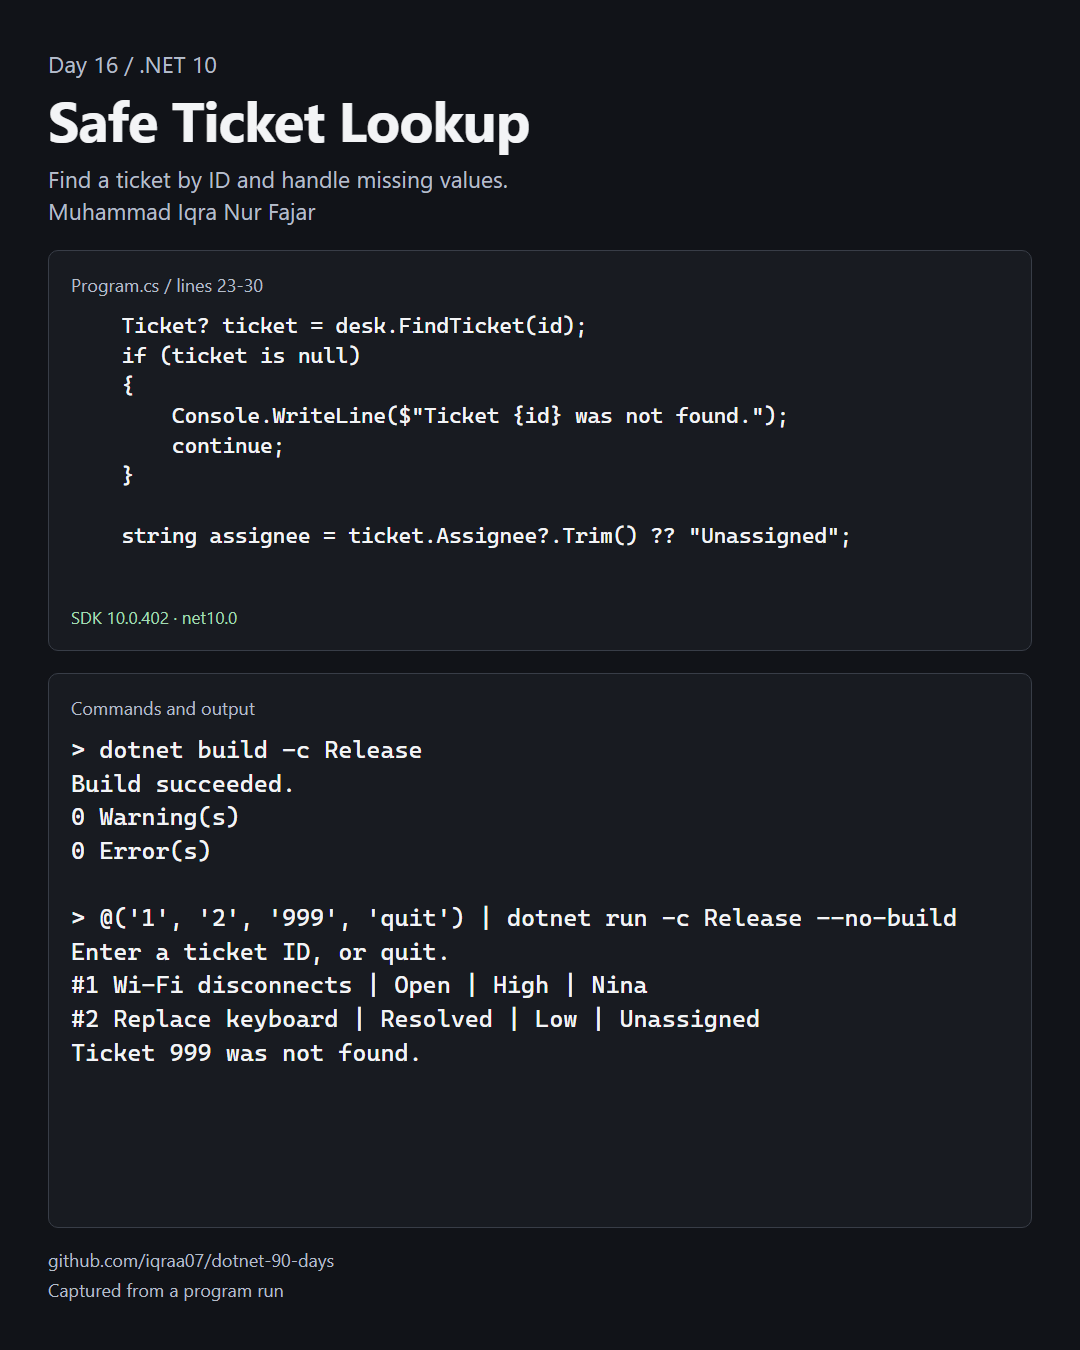 Day 16 / .NET 10
Safe Ticket Lookup
Find a ticket by ID and handle missing values.
Muhammad Iqra Nur Fajar
Program.cs / lines 23-30
    Ticket? ticket = desk.FindTicket(id);
    if (ticket is null)
    {
        Console.WriteLine($"Ticket {id} was not found.");
        continue;
    }
    string assignee = ticket.Assignee?.Trim() ?? "Unassigned";
SDK 10.0.402 · net10.0
Commands and output
> dotnet build -c Release
Build succeeded.
0 Warning(s)
0 Error(s)
> @('1', '2', '999', 'quit') | dotnet run -c Release --no-build
Enter a ticket ID, or quit.
#1 Wi-Fi disconnects | Open | High | Nina
#2 Replace keyboard | Resolved | Low | Unassigned
Ticket 999 was not found.
github.com/iqraa07/dotnet-90-days
Captured from a program run